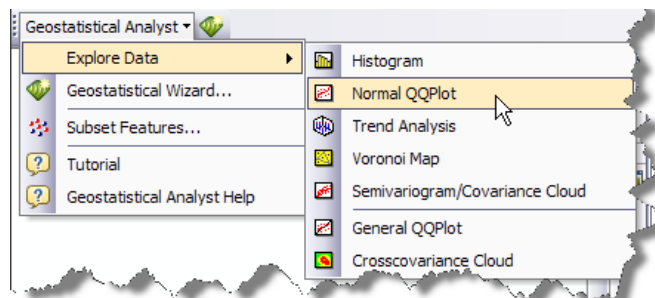 Geostatistical Analyst
Explore Data
Geostatistical Wizard...
Subset Features...
Tutorial
Geostatistical Analyst Help
Histogram
Normal QQPlot
Trend Analysis
Voronoi Map
Semivariogram/Covariance Cloud
General QQPlot
Crosscovariance Cloud